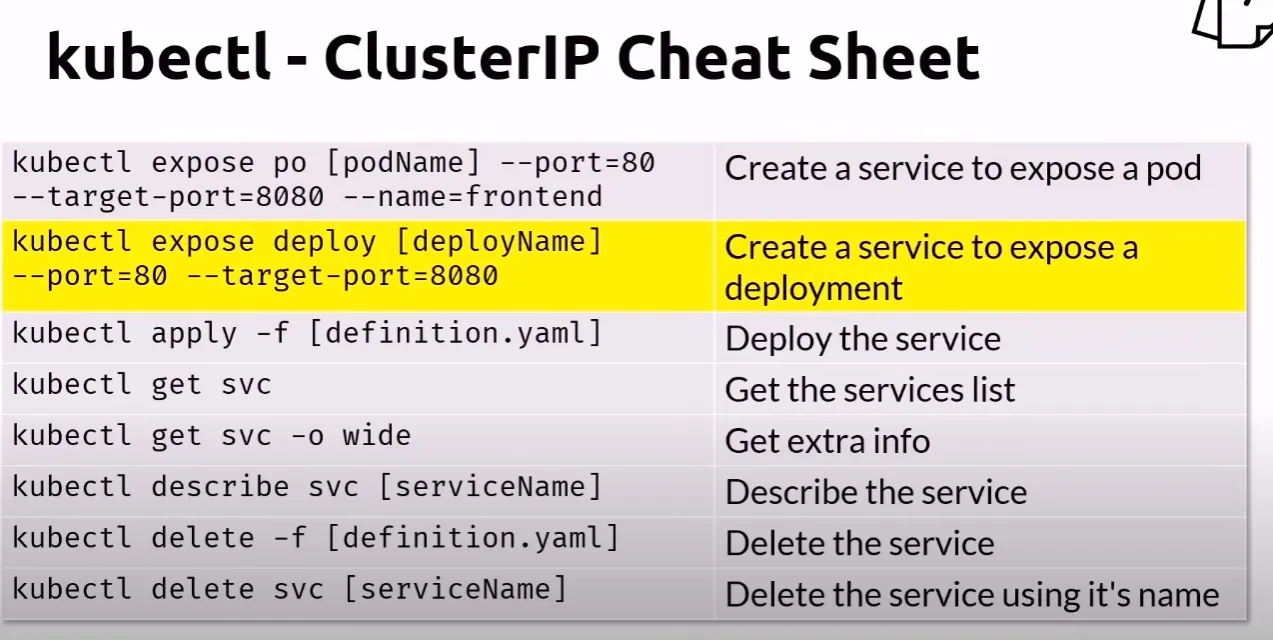 kubectl - ClusterIP Cheat Sheet
kubectl expose po [podName] --port=80
--target-port=8080 --name=frontend
Create a service to expose a pod
kubectl expose deploy [deployName]
--port=80 --target-port=8080
Create a service to expose a
deployment
kubectl apply -f [definition.yaml]
Deploy the service
kubectl get svc
Get the services list
kubectl get svc -o wide
Get extra info
kubectl describe svc [serviceName]
Describe the service
kubectl delete -f [definition.yaml]
Delete the service
kubectl delete svc [serviceName]
Delete the service using it's name